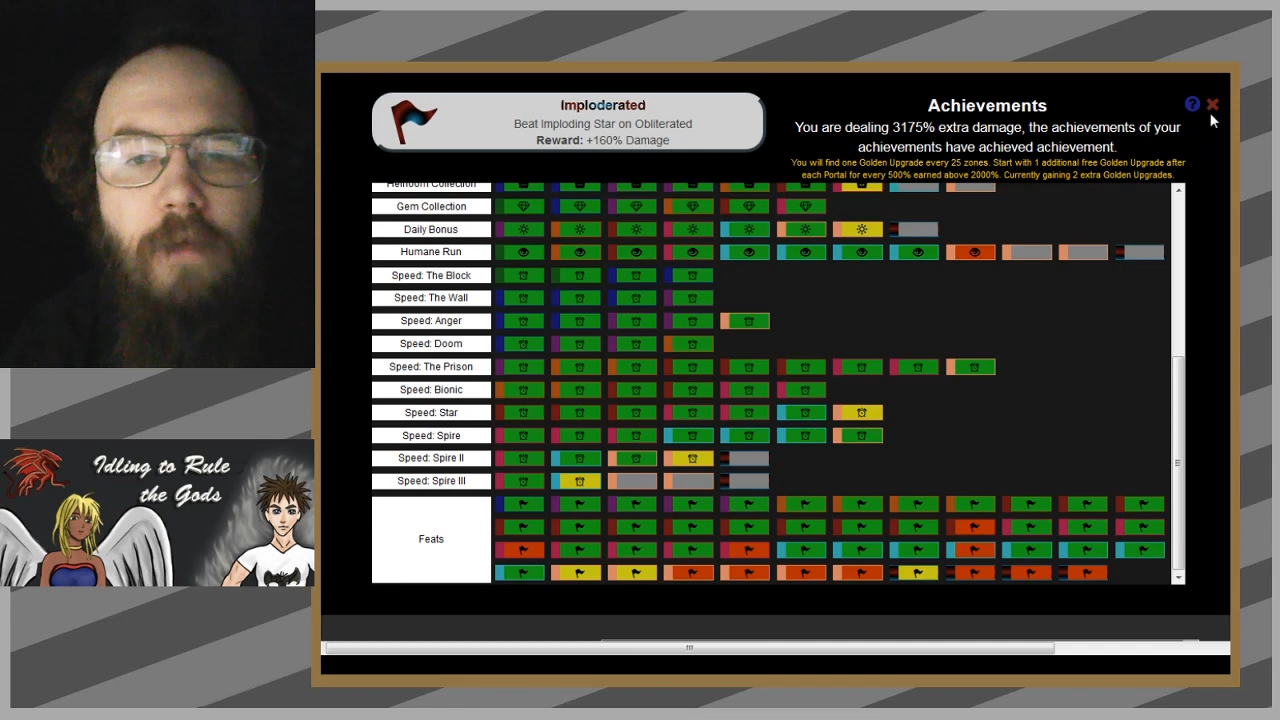 Imploderated
Beat Imploding Star on Obliterated
Reward: +160% Damage
Achievements
You are dealing 3175% extra damage, the achievements of your
achievements have achieved achievement.
You will find one Golden Upgrade every 25 zones. Start with 1 additional free Golden Upgrade after
each Portal for every 500% earned above 2000%. Currently gaining 2 extra Golden Upgrades.
?
Heirloom Collection
Gem Collection
Daily Bonus
Humane Run
Speed: The Block
Speed: The Wall
Speed: Anger
Speed: Doom
Speed: The Prison
Speed: Bionic
Speed: Star
Speed: Spire
Speed: Spire II
Speed: Spire III
Feats
Idling to Rule
the Gods